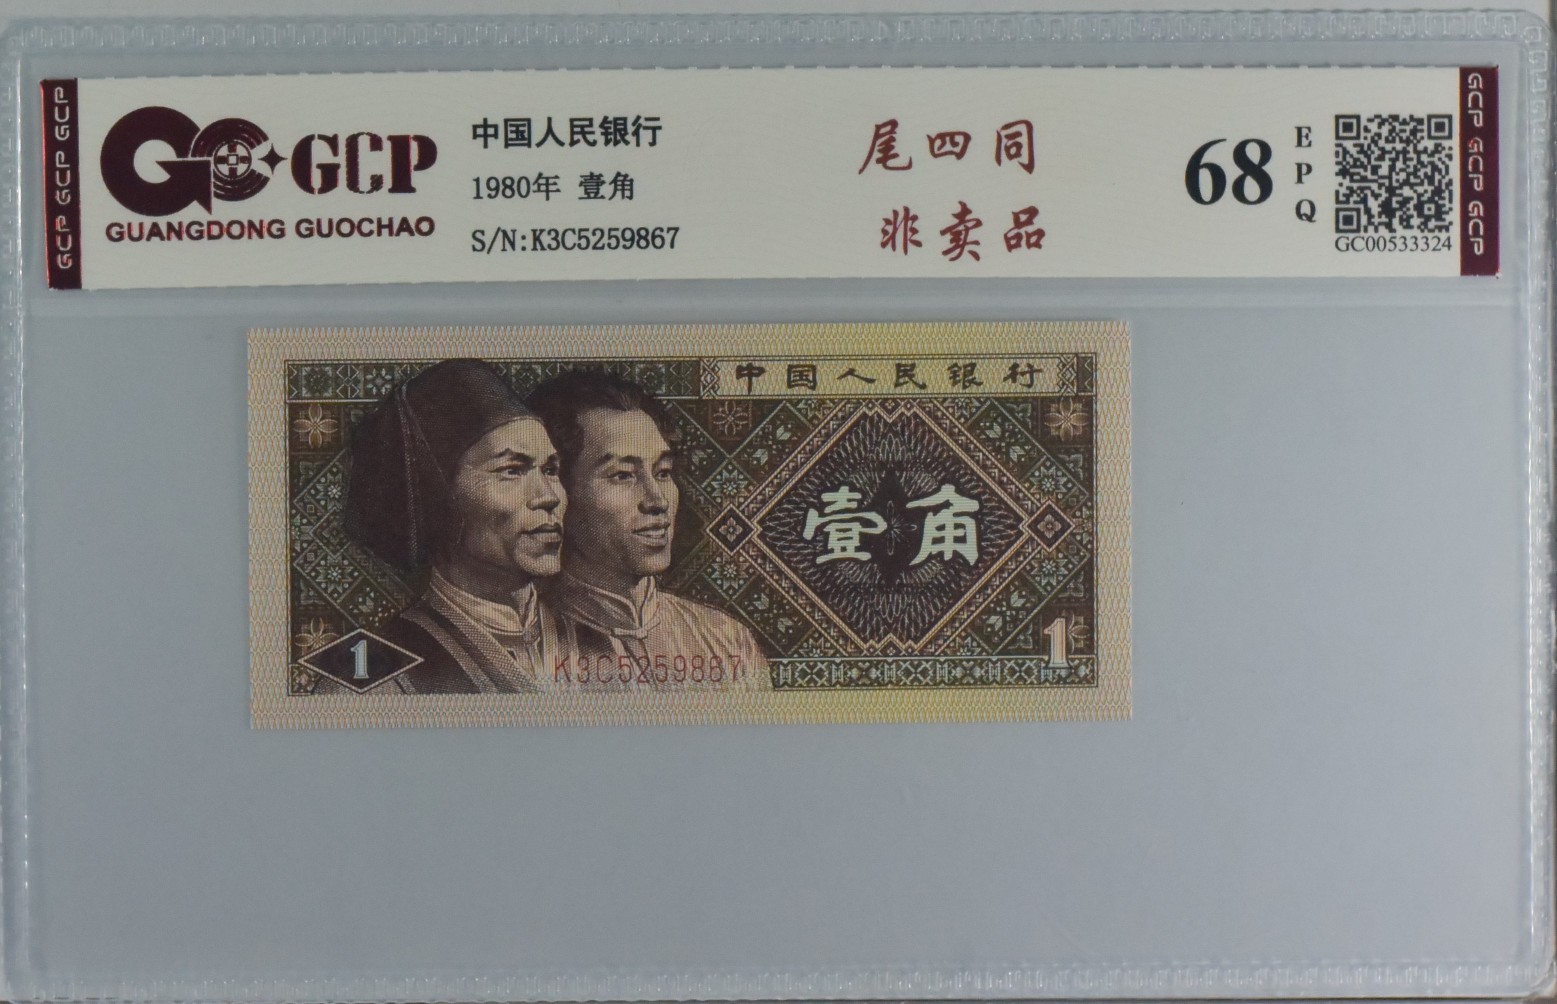 GCP GCP GCP
GCP
GUANGDONG GUOCHAO
中国人民银行
1980年 壹角
S/N:K3C5259867
尾四同
非卖品
68
EPQ
GC00533324
GCP GCP GCP
中国人民银行
壹角
1
K3C5259867
1